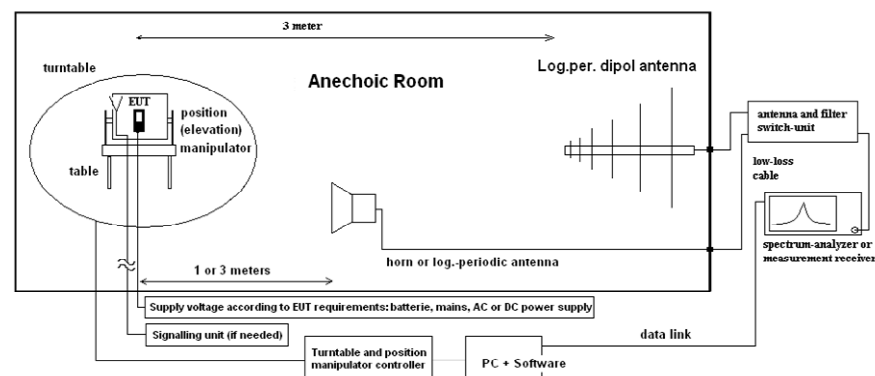 3 meter
turntable
Anechoic Room
Log.per. dipol antenna
EUT
position
(elevation)
manipulator
table
antenna and filter
switch-unit
low-loss
cable
spectrum-analyzer or
measurement receiver
horn or log.-periodic antenna
1 or 3 meters
Supply voltage according to EUT requirements: batterie, mains, AC or DC power supply
Signalling unit (if needed)
data link
Turntable and position
manipulator controller
PC + Software